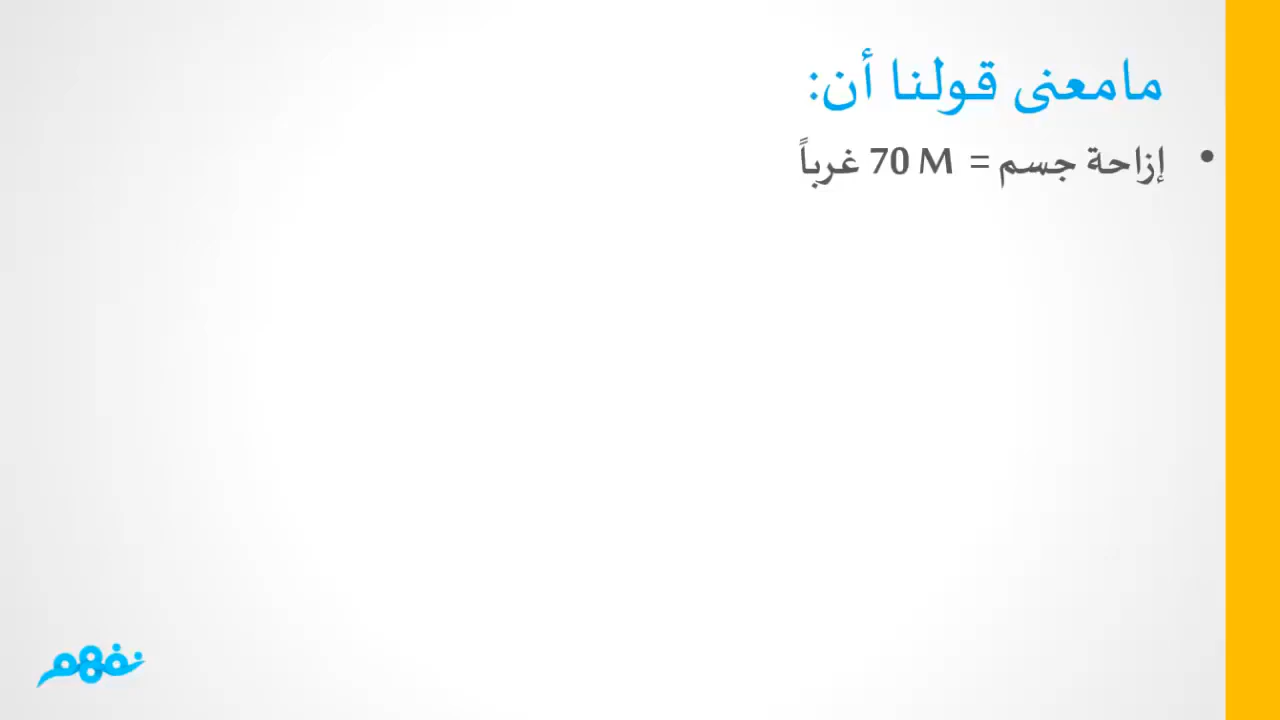 مامعنى قولنا أن:
• إزاحة جسم = 70 M غرباً
نفهم